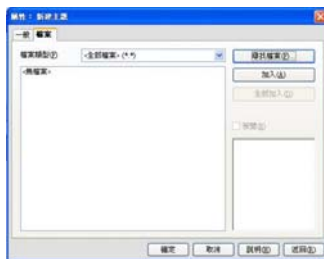 屬性： 新建主題
一般 檔案
檔案類型(F) <全部檔案> (*.*)
尋找檔案(F)
<無檔案>
加入(A)
全部加入(L)
預覽(E)
確定 取消 說明(H) 返回(B)